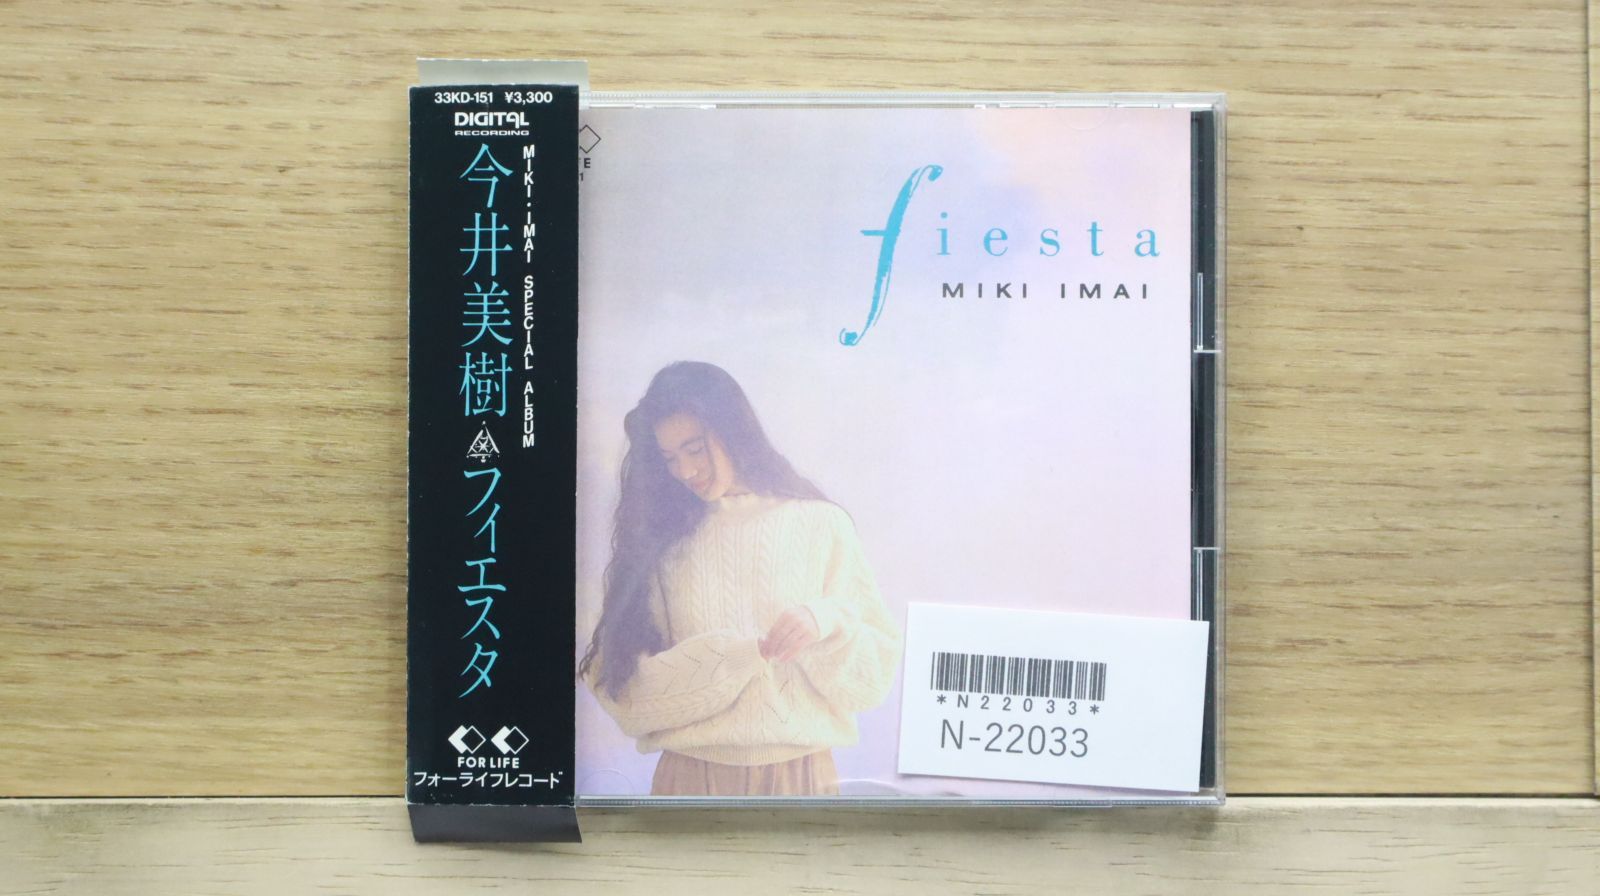 33KD-151 ¥3,300
DIGITAL
RECORDING
MIKI・IMAI SPECIAL ALBUM
今井美樹
フィエスタ
FOR LIFE
フォーライフレコード
fiesta
MIKI IMAI
*N22033*
N-22033